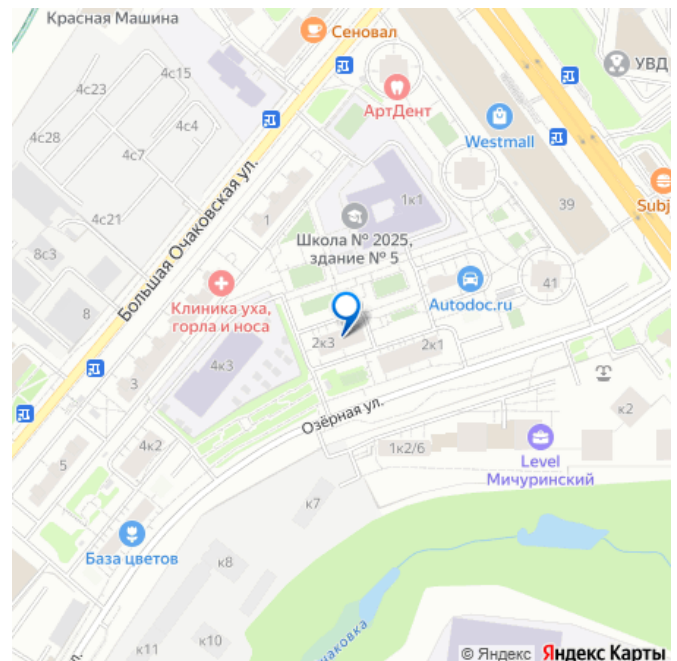 Красная Машина
Сеновал
УВД
4с15
4с23
АртДент
4с4
4с28
Westmall
4с7
1к1
39
Subj
4с21
1
Школа № 2025,
здание № 5
8с3
Большая Очаковская ул.
41
Клиника уха,
горла и носа
Autodoc.ru
8
2к3
2к1
4к3
3
Озёрная ул.
к2
4к2
1к2/6
5
Level
Мичуринский
к7
База цветов
к8
к10
к11
© Яндекс Яндекс Карты